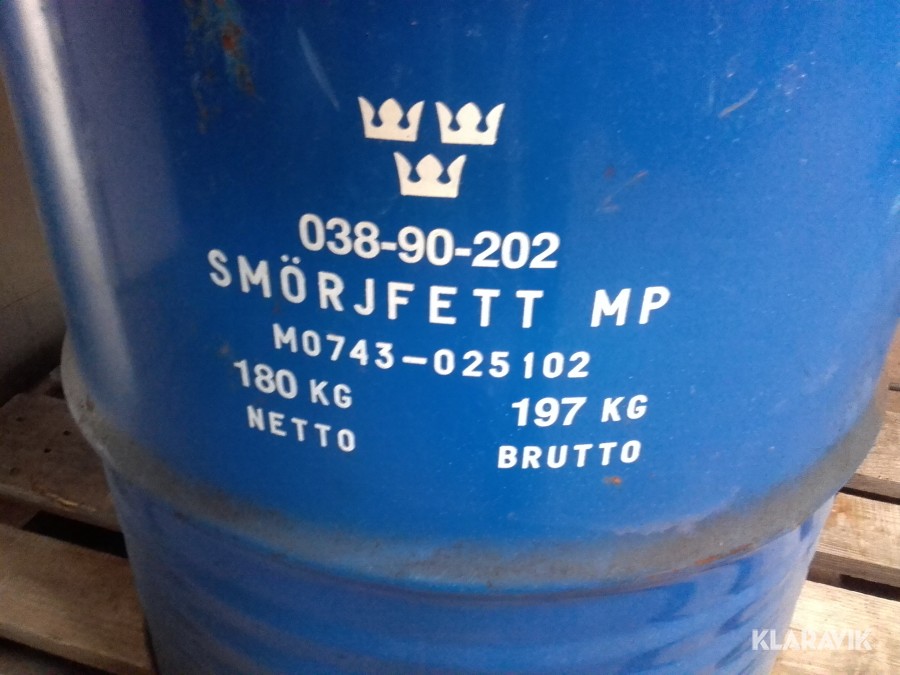 038-90-202
SMÖRJFETT MP
M0743-025102
180 KG
NETTO
197 KG
BRUTTO
KLARAVIK